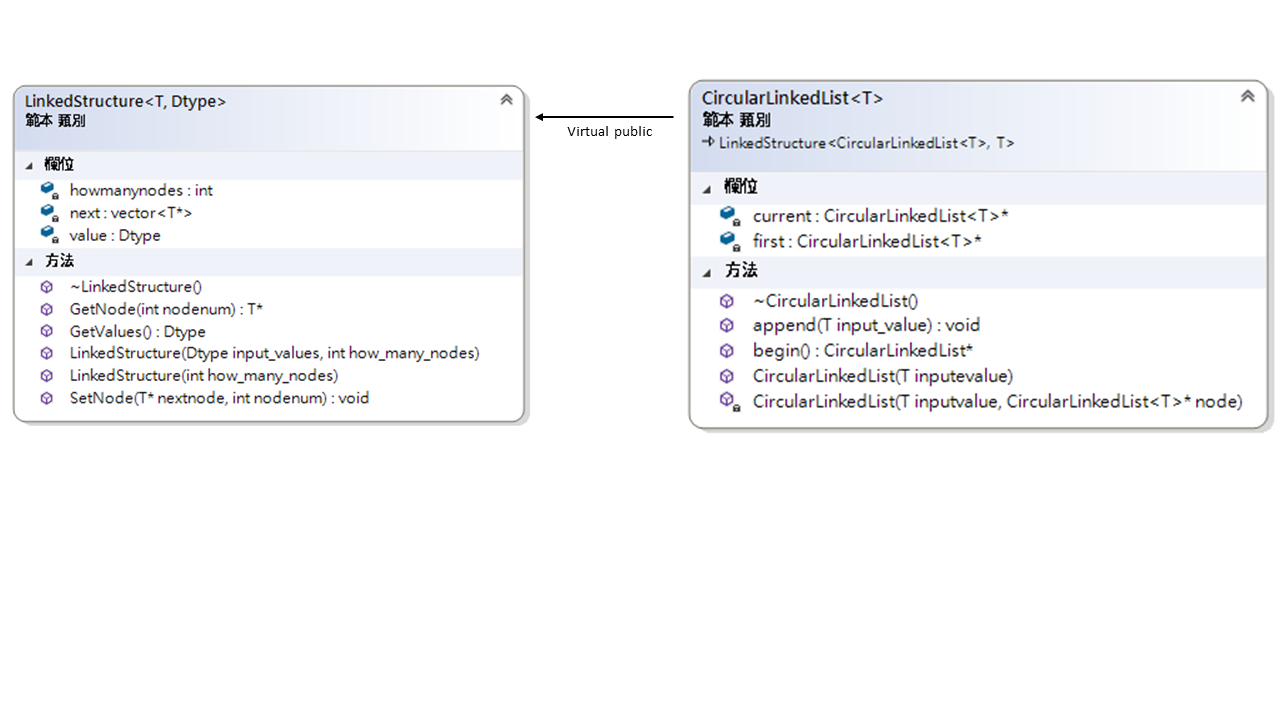 LinkedStructure<T, Dtype>
範本 類別
欄位
howmanynodes : int
next : vector<T*>
value : Dtype
方法
~LinkedStructure()
GetNode(int nodenum) : T*
GetValues() : Dtype
LinkedStructure(Dtype input_values, int how_many_nodes)
LinkedStructure(int how_many_nodes)
SetNode(T* nextnode, int nodenum) : void
Virtual public
CircularLinkedList<T>
範本 類別
LinkedStructure<CircularLinkedList<T>, T>
欄位
current : CircularLinkedList<T>*
first : CircularLinkedList<T>*
方法
~CircularLinkedList()
append(T input_value) : void
begin() : CircularLinkedList*
CircularLinkedList(T inputevalue)
CircularLinkedList(T inputvalue, CircularLinkedList<T>* node)